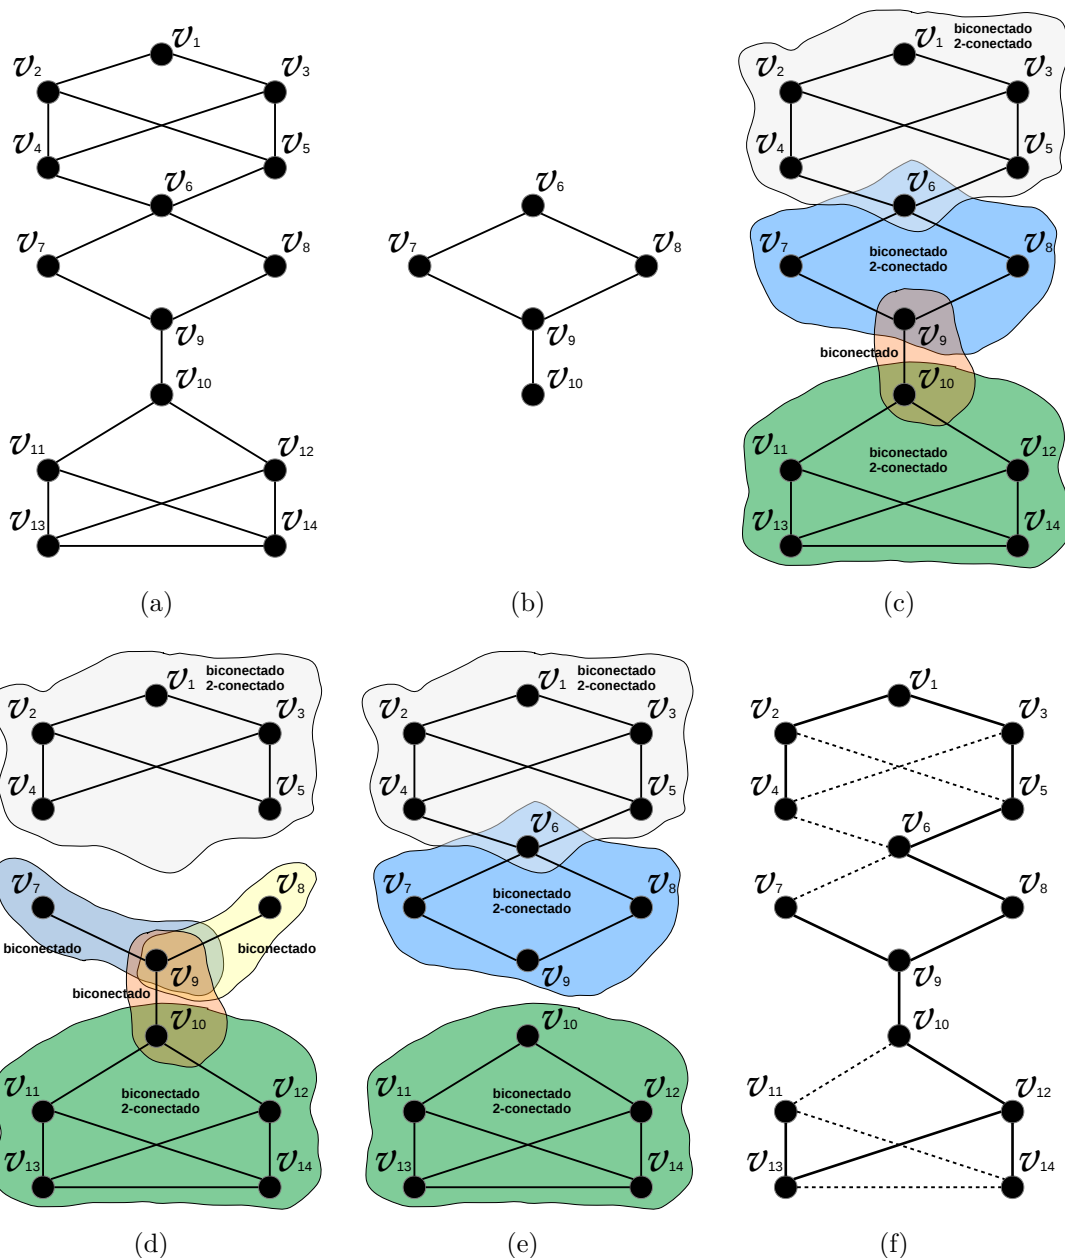 v1
biconectado
v1 2-conectado
v2 v3
v2 v3
v4 v5
v4 v5
v6 v6 v6
v7 v8
v7 v8
v7 biconectado v8
2-conectado
v9
v9
v9
biconectado
v10
v10
v10
v11 v12
v11 biconectado v12
2-conectado
v13 v14
v13 v14
(a) (b) (c)
biconectado
v1 2-conectado
biconectado
v1 2-conectado
v1
v2 v3
v2 v3
v2 v3
v4 v5
v4 v5
v4 v5
v6 v6
v7 v8
v7 biconectado v8
2-conectado
v7 v8
biconectado biconectado
v9
v9
v9
biconectado
v10
v10
v10
v11 biconectado v12
2-conectado
v11 biconectado v12
2-conectado
v11 v12
v13 v14
v13 v14
v13 v14
(d) (e) (f)